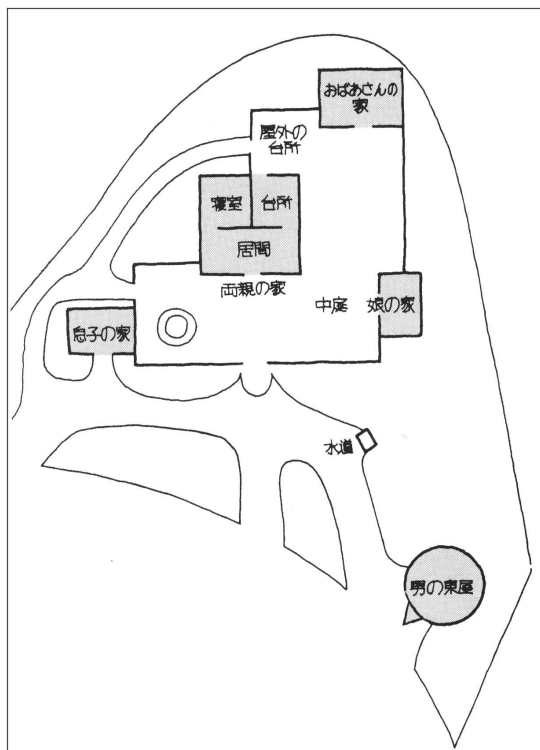 おばあさんの
家
屋外の
台所
寝室
台所
居間
両親の家
中庭
娘の家
息子の家
水道
男の東屋